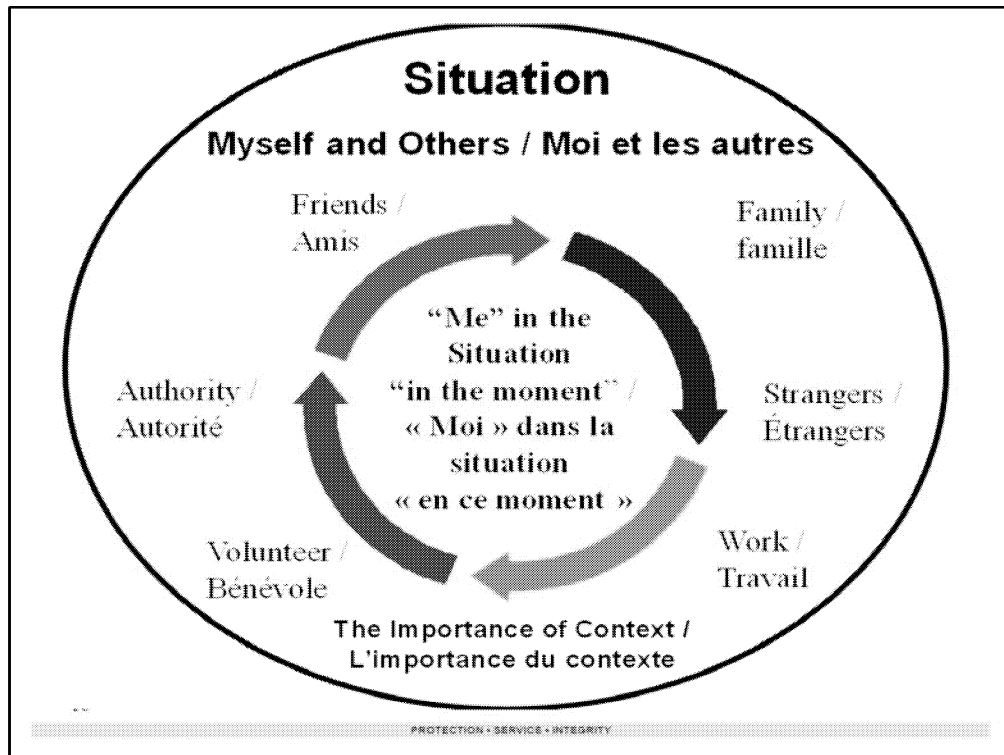 Situation
Myself and Others / Moi et les autres
Friends /
Amis
Family /
famille
“Me” in the
Situation
“in the moment” /
« Moi » dans la
situation
« en ce moment »
Authority /
Autorité
Strangers /
Étrangers
Volunteer /
Bénévole
Work /
Travail
The Importance of Context /
L'importance du contexte
PROTECTION • SERVICE • INTEGRITY